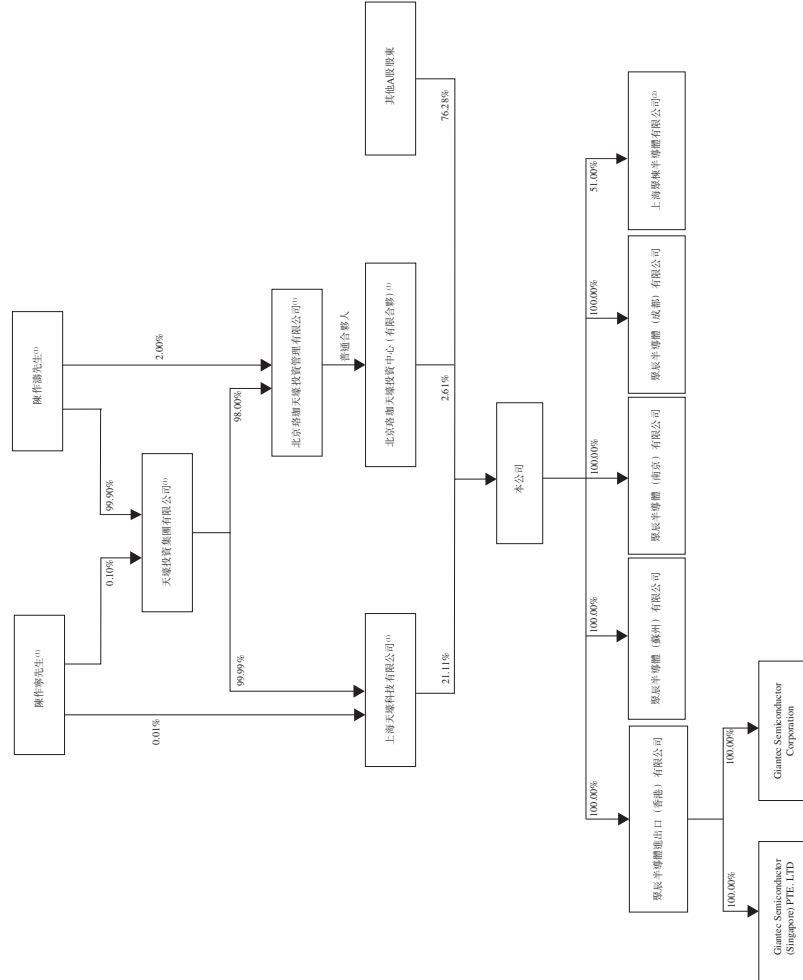 陳作寧先生(1)
陳作濤先生(1)
0.10%
99.90%
天壕投資集團有限公司(1)
2.00%
0.01%
99.99%
98.00%
北京珞珈天壕投資管理有限公司(1)
普通合夥人
上海天壕科技有限公司(1)
北京珞珈天壕投資中心（有限合夥）(1)
其他A股股東
21.11%
2.61%
76.28%
本公司
100.00%
100.00%
100.00%
100.00%
51.00%
聚辰半導體進出口（香港）有限公司
聚辰半導體（蘇州）有限公司
聚辰半導體（南京）有限公司
聚辰半導體（成都）有限公司
上海聚棟半導體有限公司(2)
100.00%
100.00%
Giantec Semiconductor
(Singapore) PTE. LTD
Giantec Semiconductor
Corporation